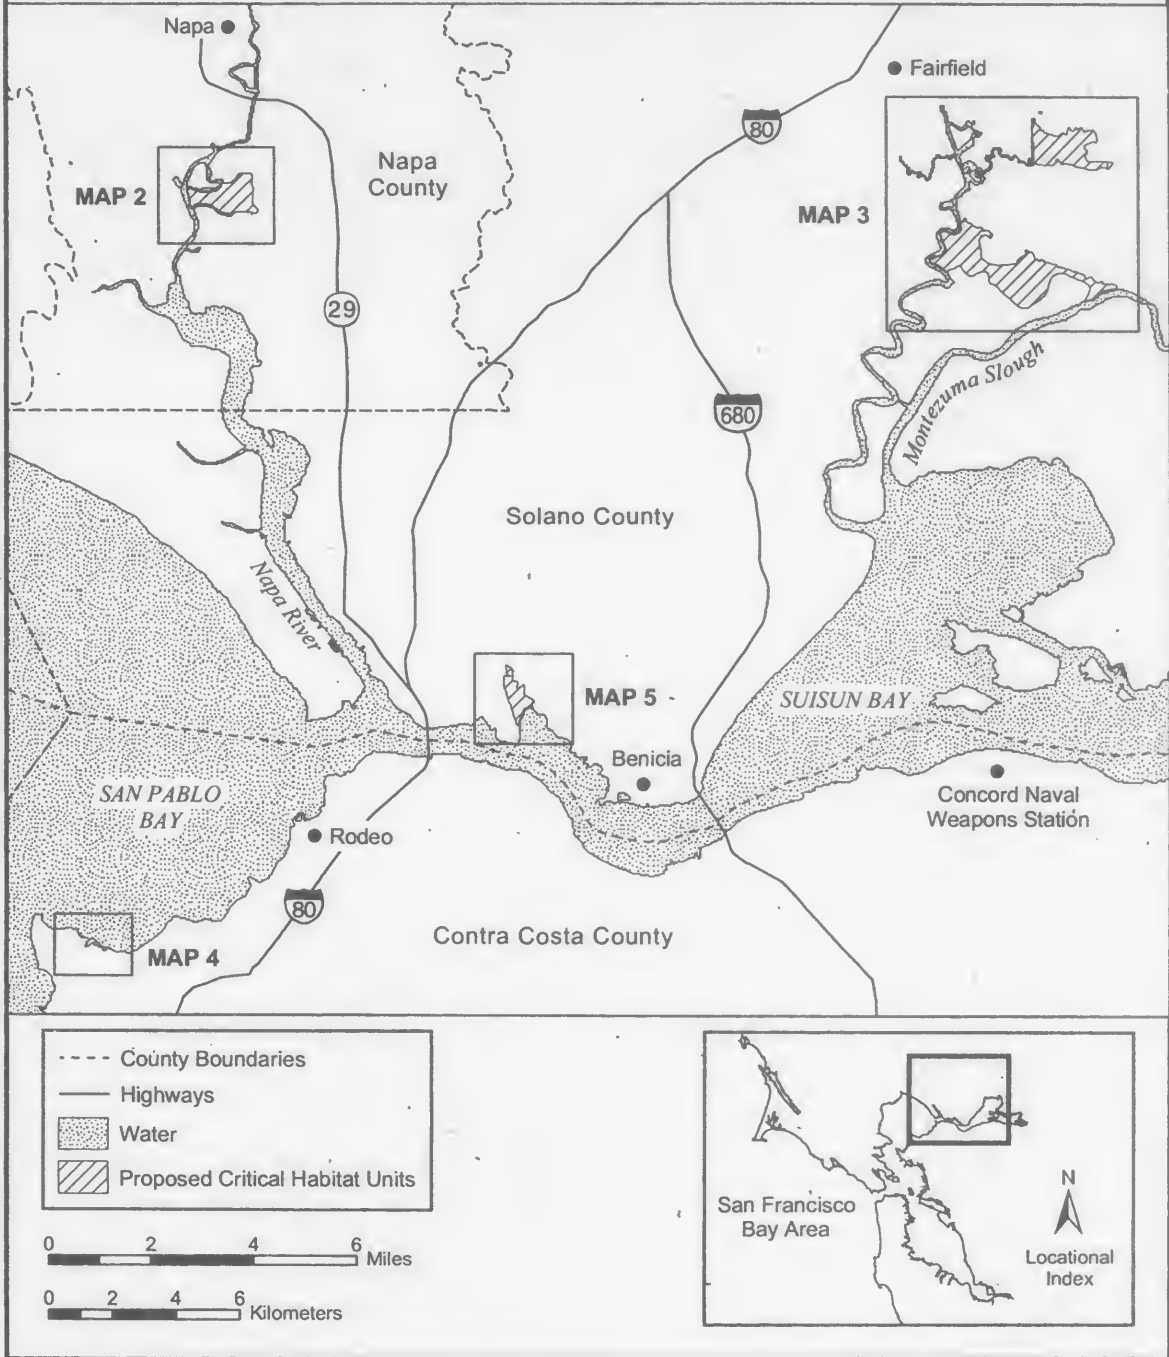 Napa
Fairfield
80
Napa
County
MAP 2
MAP 3
29
680
Montezuma Slough
Solano County
Napa River
MAP 5
SUISUN BAY
Benicia
SAN PABLO
BAY
Concord Naval
Weapons Station
Rodeo
80
Contra Costa County
MAP 4
County Boundaries
Highways
Water
Proposed Critical Habitat Units
0 2 4 6
Miles
0 2 4 6
Kilometers
San Francisco
Bay Area
N
Locational
Index